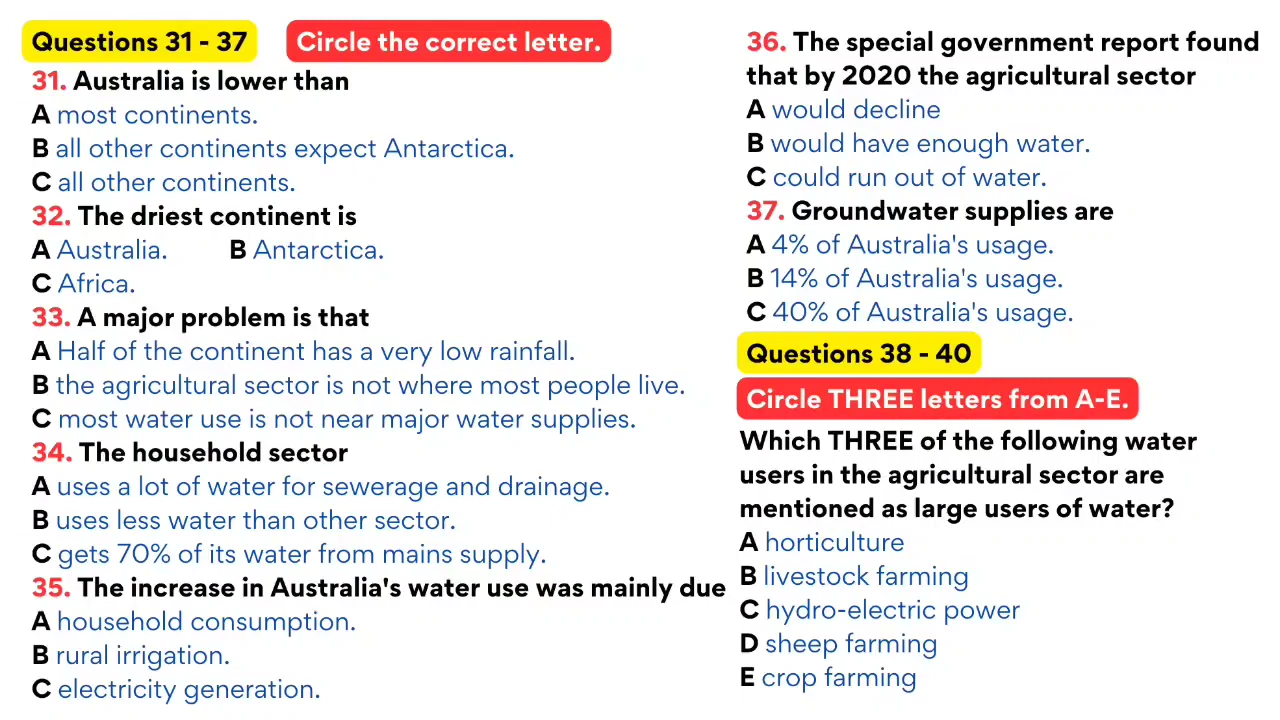 Questions 31 - 37 Circle the correct letter.
31. Australia is lower than
A most continents.
B all other continents expect Antarctica.
C all other continents.
32. The driest continent is
A Australia. B Antarctica.
C Africa.
33. A major problem is that
A Half of the continent has a very low rainfall.
B the agricultural sector is not where most people live.
C most water use is not near major water supplies.
34. The household sector
A uses a lot of water for sewerage and drainage.
B uses less water than other sector.
C gets 70% of its water from mains supply.
35. The increase in Australia's water use was mainly due
A household consumption.
B rural irrigation.
C electricity generation.
36. The special government report found
that by 2020 the agricultural sector
A would decline
B would have enough water.
C could run out of water.
37. Groundwater supplies are
A 4% of Australia's usage.
B 14% of Australia's usage.
C 40% of Australia's usage.
Questions 38 - 40
Circle THREE letters from A-E.
Which THREE of the following water
users in the agricultural sector are
mentioned as large users of water?
A horticulture
B livestock farming
C hydro-electric power
D sheep farming
E crop farming